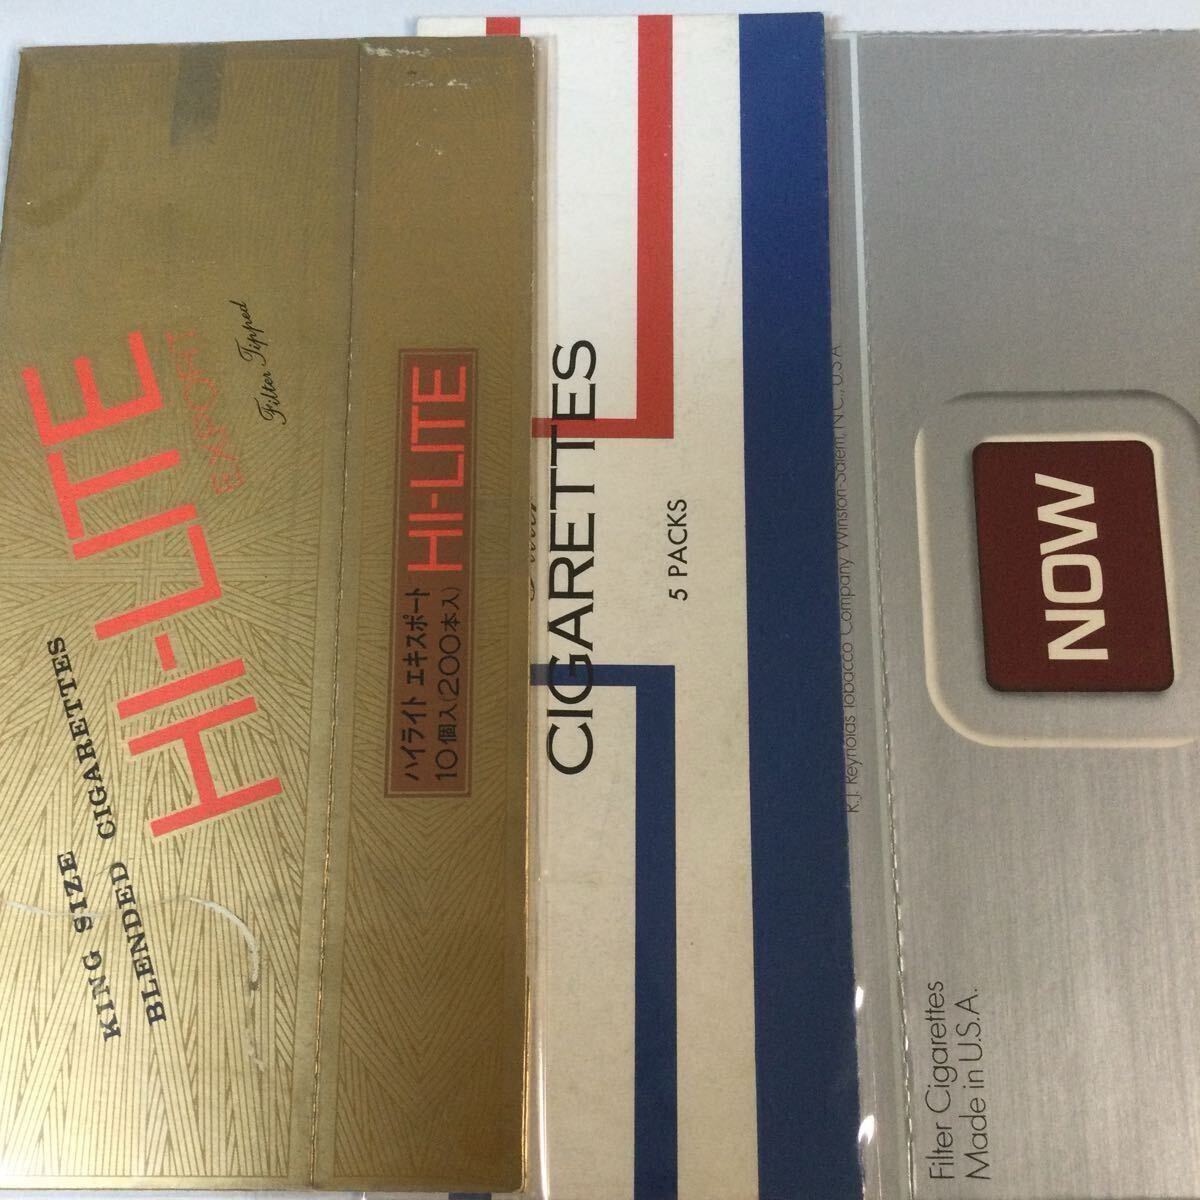 KING SIZE
BLENDED CIGARETTES
HI-LITE
EXPORT
Filter Tipped
ハイライト エキスポート
10個入(200本入)
HI-LITE
CIGARETTES
5 PACKS
R.J. Reynolds Tobacco Company Winston-Salem, N.C., U.S.A
NOW
Filter Cigarettes
Made in U.S.A.